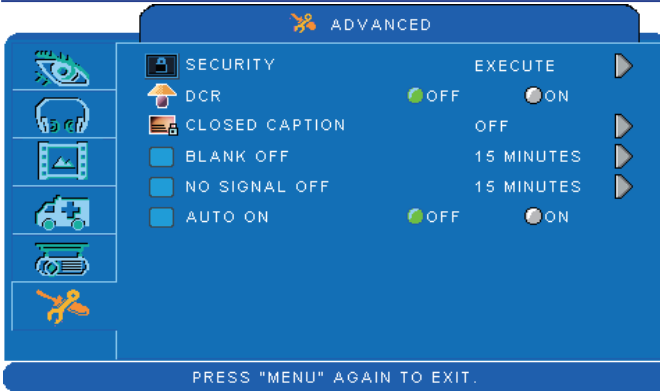 ADVANCED
SECURITY EXECUTE
DCR OFF ON
CLOSED CAPTION OFF
BLANK OFF 15 MINUTES
NO SIGNAL OFF 15 MINUTES
AUTO ON OFF ON
PRESS "MENU" AGAIN TO EXIT.